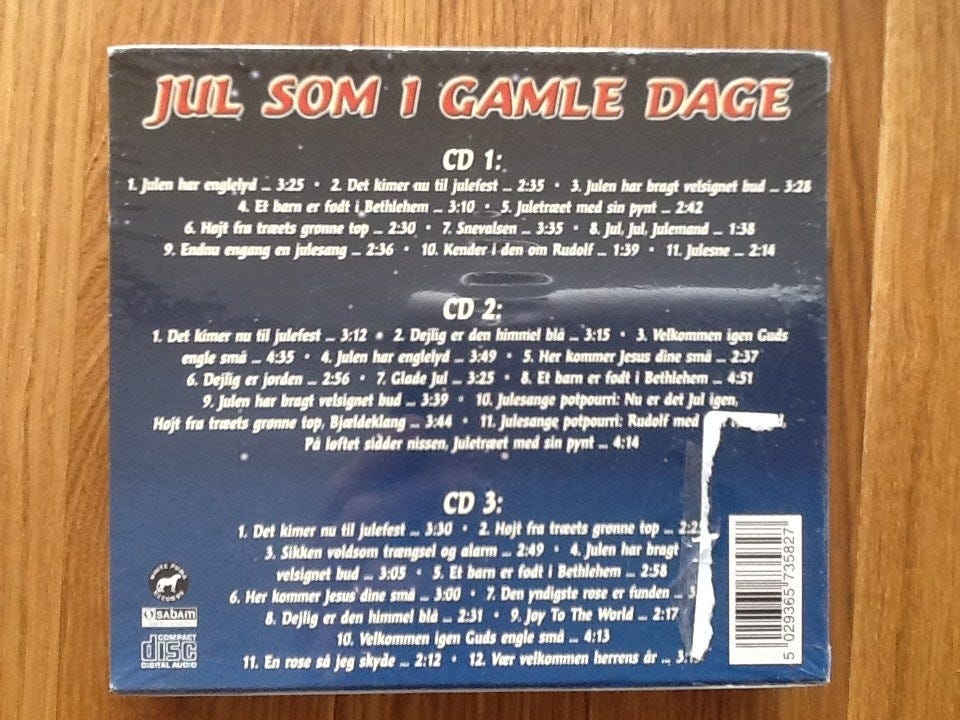 JUL SOM I GAMLE DAGE
CD 1:
1. Julen har englelyd ... 3:25 • 2. Det kimer nu til julefest ... 2:35 • 3. Julen har bragt velsignet bud ... 3:28
4. Et barn er født i Bethlehem ... 3:10 • 5. Juletræet med sin pynt ... 2:42
6. Højt fra træets grønne top ... 2:30 • 7. Snevalsen ... 3:35 • 8. Jul, Jul, Julemand ... 1:38
9. Endnu engang en julesang ... 2:36 • 10. Kender I den om Rudolf ... 1:39 • 11. Julesne ... 2:14
CD 2:
1. Det kimer nu til julefest ... 3:12 • 2. Dejlig er den himmel blå ... 3:15 • 3. Velkommen igen Guds
engle små ... 4:35 • 4. Julen har englelyd ... 3:49 • 5. Her kommer Jesus dine små ... 2:37
6. Dejlig er jorden ... 2:56 • 7. Glade Jul ... 3:25 • 8. Et barn er født i Bethlehem ... 4:51
9. Julen har bragt velsignet bud ... 3:39 • 10. Julesange potpourri: Nu er det Jul igen,
Højt fra træets grønne top, Bjældeklang ... 3:44 • 11. Julesange potpourri: Rudolf med
På loftet sidder nissen, Juletræet med sin pynt ... 4:14
CD 3:
1. Det kimer nu til julefest ... 3:30 • 2. Højt fra træets grønne top ...
3. Sikken voldsom trængsel og alarm ... 2:49 • 4. Julen har bragt
velsignet bud ... 3:05 • 5. Et barn er født i Bethlehem ... 2:58
6. Her kommer Jesus dine små ... 3:00 • 7. Den yndigste rose er funden ...
8. Dejlig er den himmel blå ... 2:31 • 9. Joy To The World ... 2:17
10. Velkommen igen Guds engle små ... 4:13
11. En rose så jeg skyde ... 2:12 • 12. Vær velkommen herrens år ...
RECORDS
sabam
COMPACT
disc
DIGITAL AUDIO
5 029365 735827